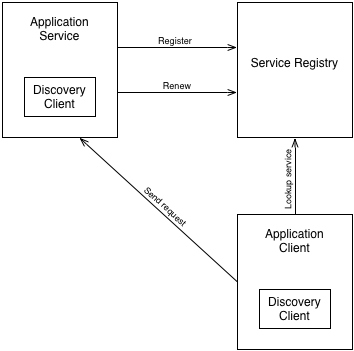 Application
Service
Discovery
Client
Register
Renew
Service Registry
Send request
Lookup service
Application
Client
Discovery
Client